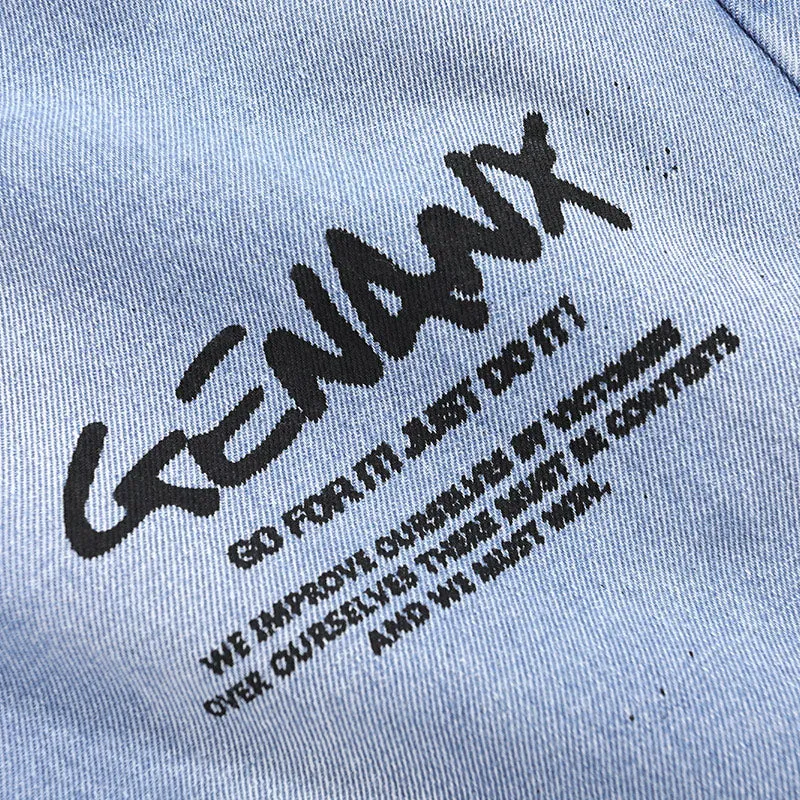 GENANX
GO FOR IT! JUST DO IT!
WE IMPROVE OURSELVES BY VICTORIES
OVER OURSELVES THERE MUST BE CONTESTS
AND WE MUST WIN.